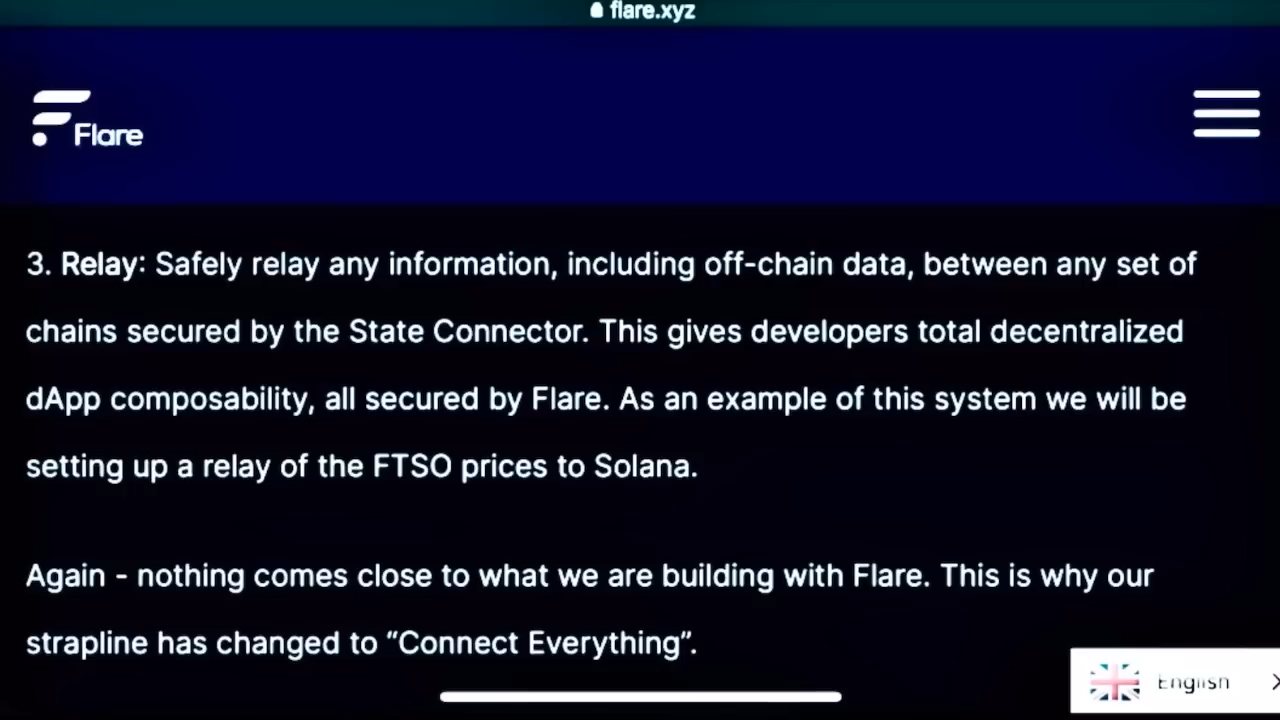 flare.xyz
Flare
3. Relay: Safely relay any information, including off-chain data, between any set of
chains secured by the State Connector. This gives developers total decentralized
dApp composability, all secured by Flare. As an example of this system we will be
setting up a relay of the FTSO prices to Solana.
Again - nothing comes close to what we are building with Flare. This is why our
strapline has changed to “Connect Everything”.
English